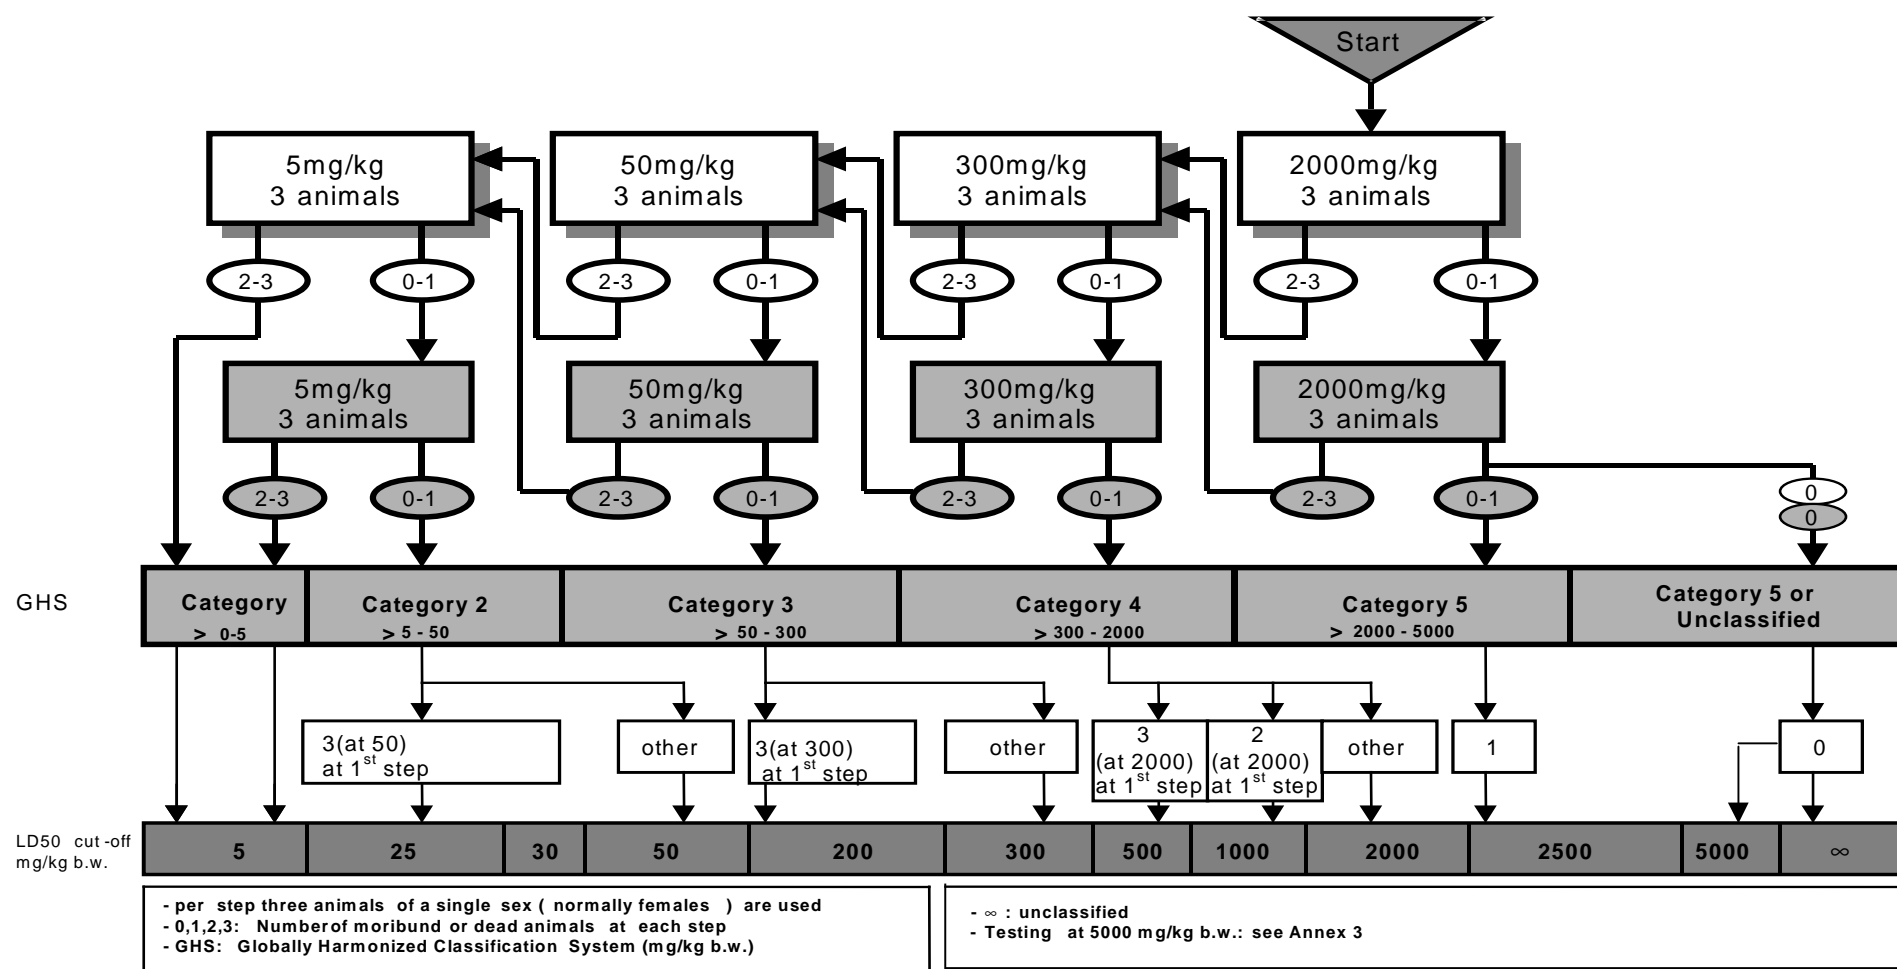 Start
5mg/kg
3 animals
50mg/kg
3 animals
300mg/kg
3 animals
2000mg/kg
3 animals
2-3
0-1
2-3
0-1
2-3
0-1
2-3
0-1
5mg/kg
3 animals
50mg/kg
3 animals
300mg/kg
3 animals
2000mg/kg
3 animals
2-3
0-1
2-3
0-1
2-3
0-1
2-3
0-1
0
0
GHS
Category
> 0-5
Category 2
> 5 - 50
Category 3
> 50 - 300
Category 4
> 300 - 2000
Category 5
> 2000 - 5000
Category 5 or
Unclassified
3(at 50)
at 1st step
other
3(at 300)
at 1st step
other
3
(at 2000)
at 1st step
2
(at 2000)
at 1st step
other
1
0
LD50 cut-off
mg/kg b.w.
5
25
30
50
200
300
500
1000
2000
2500
5000
∞
- per step three animals of a single sex ( normally females ) are used
- 0,1,2,3: Numberof moribund or dead animals at each step
- GHS: Globally Harmonized Classification System (mg/kg b.w.)
- ∞ : unclassified
- Testing at 5000 mg/kg b.w.: see Annex 3